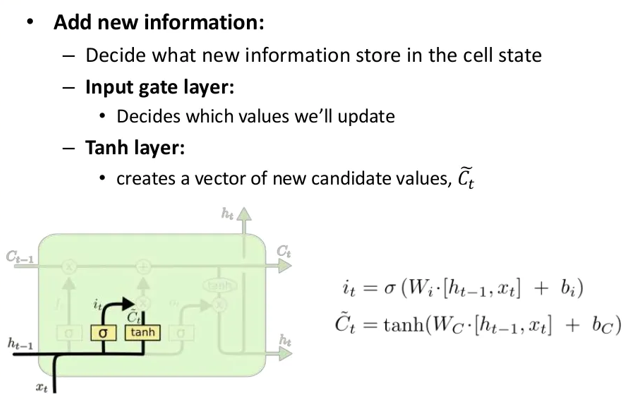 • Add new information:
– Decide what new information store in the cell state
– Input gate layer:
• Decides which values we’ll update
– Tanh layer:
• creates a vector of new candidate values, C̃ₜ
hₜ
Cₜ₋₁
Cₜ
tanh
iₜ
C̃ₜ
σ
σ
tanh
σ
hₜ₋₁
hₜ
xₜ
iₜ = σ (Wᵢ·[hₜ₋₁, xₜ] + bᵢ)
C̃ₜ = tanh(W_C·[hₜ₋₁, xₜ] + b_C)